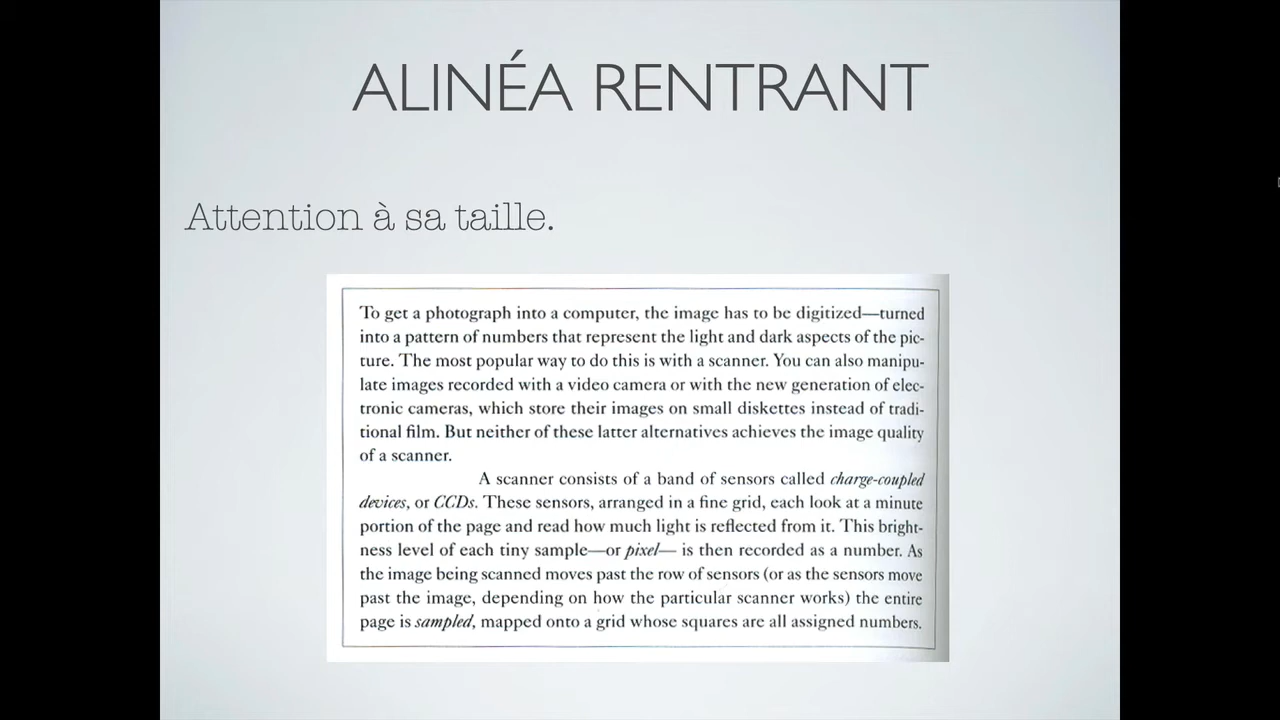 ALINÉA RENTRANT
Attention à sa taille.
To get a photograph into a computer, the image has to be digitized—turned
into a pattern of numbers that represent the light and dark aspects of the pic-
ture. The most popular way to do this is with a scanner. You can also manipu-
late images recorded with a video camera or with the new generation of elec-
tronic cameras, which store their images on small diskettes instead of tradi-
tional film. But neither of these latter alternatives achieves the image quality
of a scanner.
A scanner consists of a band of sensors called charge-coupled
devices, or CCDs. These sensors, arranged in a fine grid, each look at a minute
portion of the page and read how much light is reflected from it. This bright-
ness level of each tiny sample—or pixel— is then recorded as a number. As
the image being scanned moves past the row of sensors (or as the sensors move
past the image, depending on how the particular scanner works) the entire
page is sampled, mapped onto a grid whose squares are all assigned numbers.